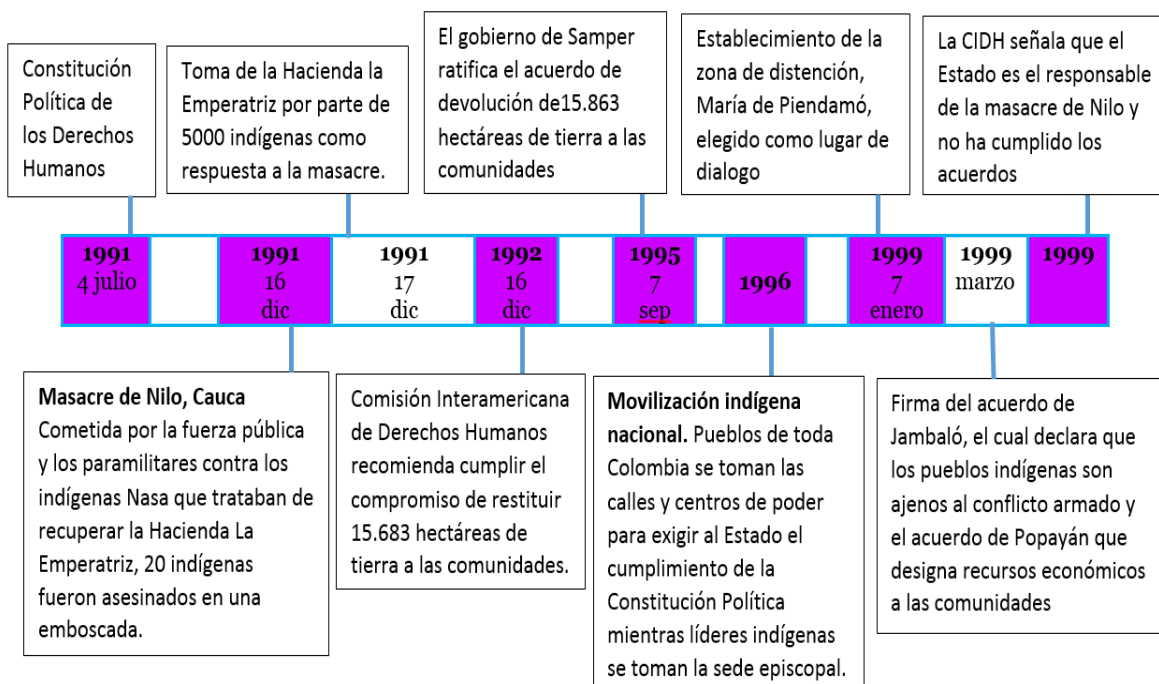 Constitución
Política de
los Derechos
Humanos
Toma de la Hacienda la
Emperatriz por parte de
5000 indígenas como
respuesta a la masacre.
El gobierno de Samper
ratifica el acuerdo de
devolución de15.863
hectáreas de tierra a las
comunidades
Establecimiento de la
zona de distención,
María de Piendamó,
elegido como lugar de
dialogo
La CIDH señala que el
Estado es el responsable
de la masacre de Nilo y
no ha cumplido los
acuerdos
1991
4 julio
1991
16
dic
1991
17
dic
1992
16
dic
1995
7
sep
1996
1999
7
enero
1999
marzo
1999
Masacre de Nilo, Cauca
Cometida por la fuerza pública
y los paramilitares contra los
indígenas Nasa que trataban de
recuperar la Hacienda La
Emperatriz, 20 indígenas
fueron asesinados en una
emboscada.
Comisión Interamericana
de Derechos Humanos
recomienda cumplir el
compromiso de restituir
15.683 hectáreas de
tierra a las comunidades.
Movilización indígena
nacional. Pueblos de toda
Colombia se toman las
calles y centros de poder
para exigir al Estado el
cumplimiento de la
Constitución Política
mientras líderes indígenas
se toman la sede episcopal.
Firma del acuerdo de
Jambaló, el cual declara que
los pueblos indígenas son
ajenos al conflicto armado y
el acuerdo de Popayán que
designa recursos económicos
a las comunidades